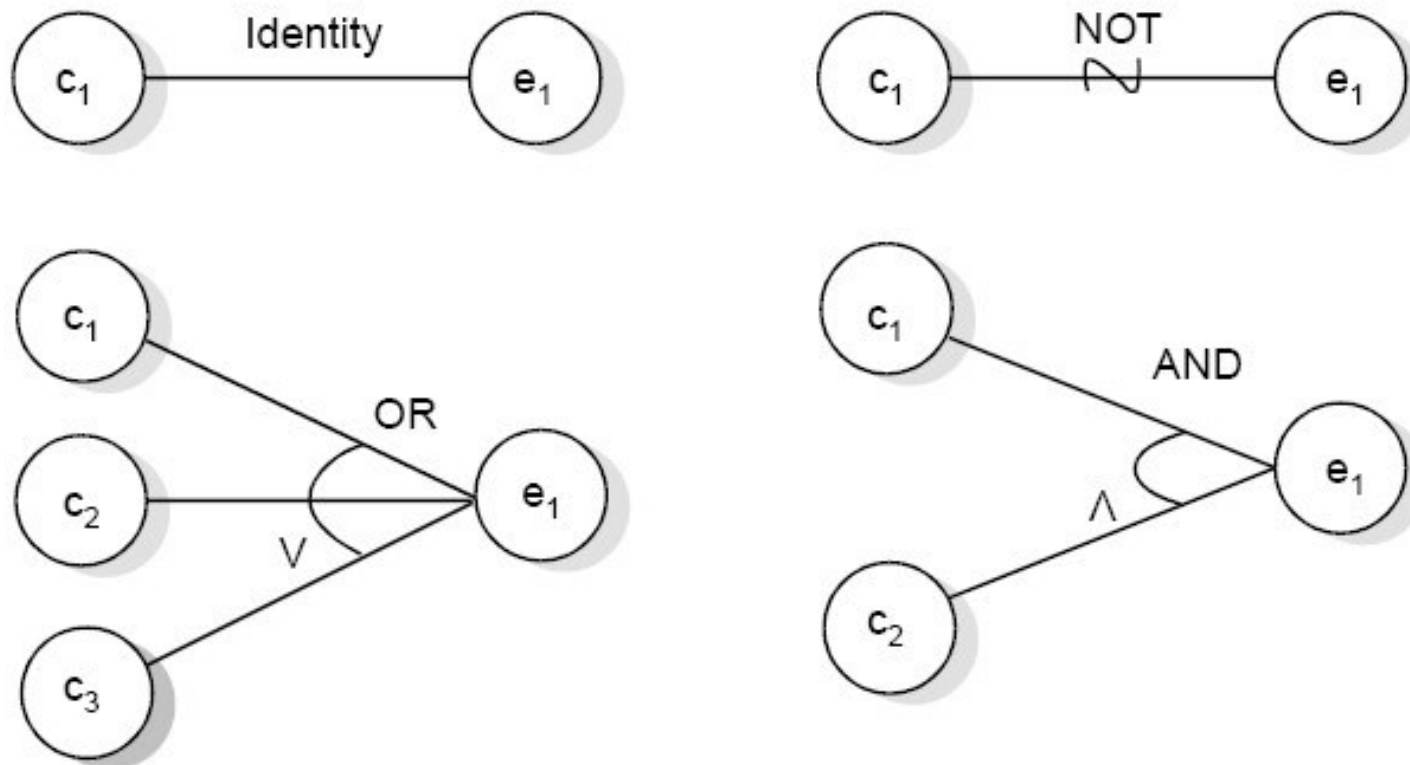 Identity
c₁ e₁
NOT
c₁ e₁
c₁
OR
c₂ e₁
V
c₃
c₁
AND
e₁
Λ
c₂